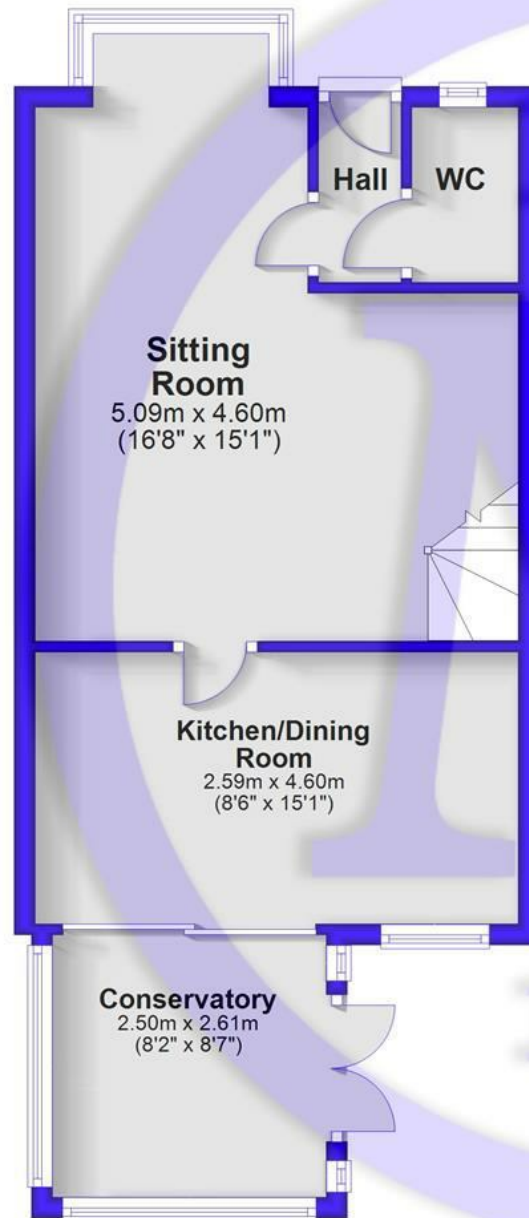 Hall
WC
Sitting
Room
5.09m x 4.60m
(16'8" x 15'1")
Kitchen/Dining
Room
2.59m x 4.60m
(8'6" x 15'1")
Conservatory
2.50m x 2.61m
(8'2" x 8'7")